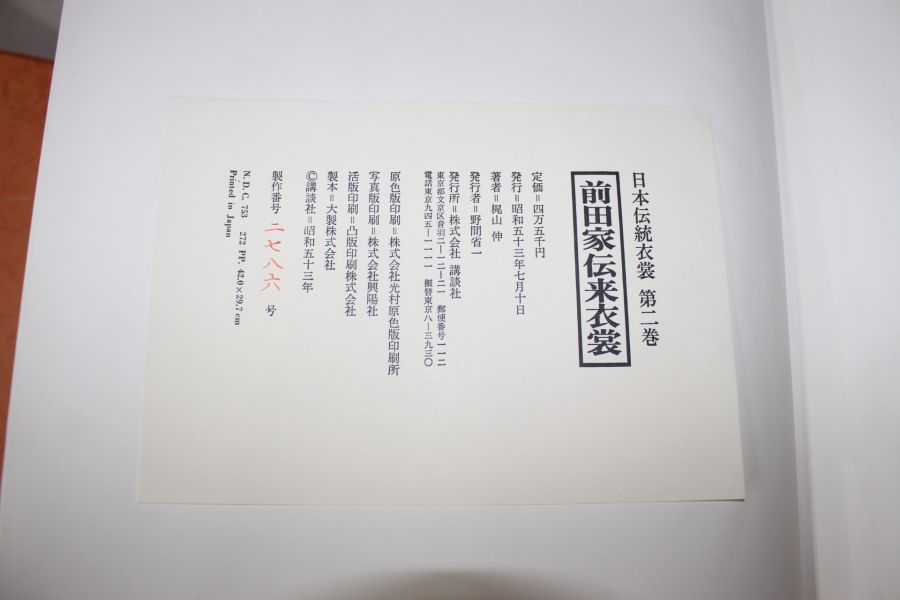 日本伝統衣裳 第二巻
前田家伝来衣裳
定価＝四万五千円
発行＝昭和五十三年七月十日
著者＝梶山 伸
発行者＝野間省一
発行所＝株式会社 講談社
東京都文京区音羽二―一二―二一 郵便番号一一二
電話東京九四五―一一一一 振替東京八―三九三〇
原色版印刷＝株式会社光村原色版印刷所
写真版印刷＝株式会社興陽社
活版印刷＝凸版印刷株式会社
製本＝大製株式会社
©講談社＝昭和五十三年
製作番号 二七八六 号
N. D. C. 753 272 PP. 42.0×29.7 cm
Printed in Japan